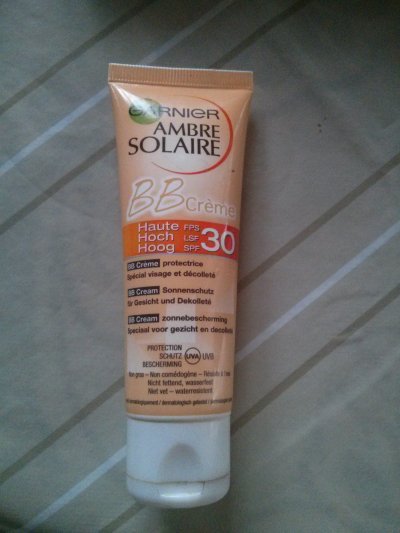 GARNIER
AMBRE
SOLAIRE
BB Crème
Haute FPS
Hoch LSF 30
Hoog SPF
BB Crème protectrice
Spécial visage et décolleté
BB Cream Sonnenschutz
für Gesicht und Dekolleté
BB Cream zonnebescherming
Speciaal voor gezicht en decolleté
PROTECTION
SCHUTZ UVA UVB
BESCHERMING
Non gras – Non comédogène – Résiste à l'eau
Nicht fettend, wasserfest
Niet vet – waterresistent
dermatologisch getestet